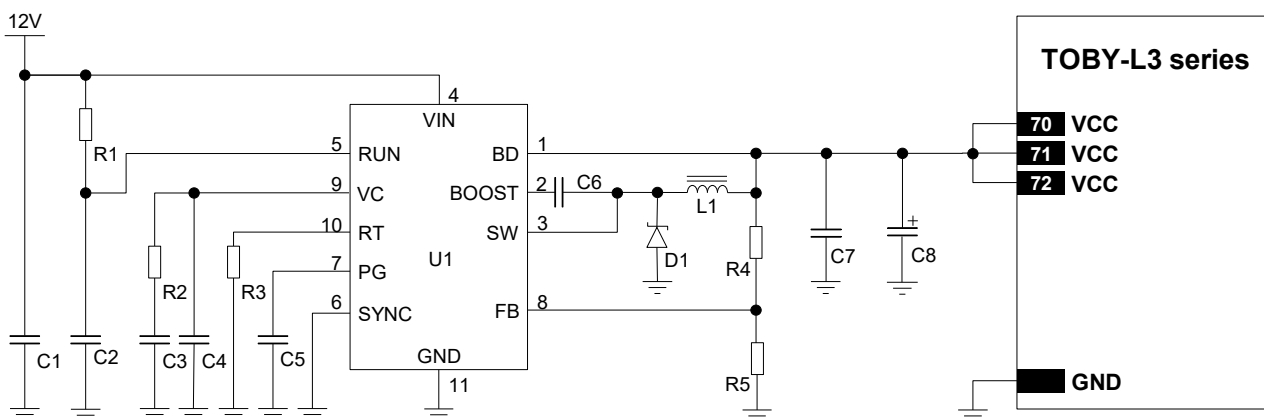 12V
TOBY-L3 series
4
VIN
70 VCC
R1
5
RUN
BD
1
71 VCC
9
VC
BOOST
2
C6
72 VCC
L1
10
RT
SW
3
U1
D1
R4
C7
+
C8
7
PG
R2
R3
6
SYNC
FB
8
C1
C2
C3
C4
C5
GND
11
R5
GND